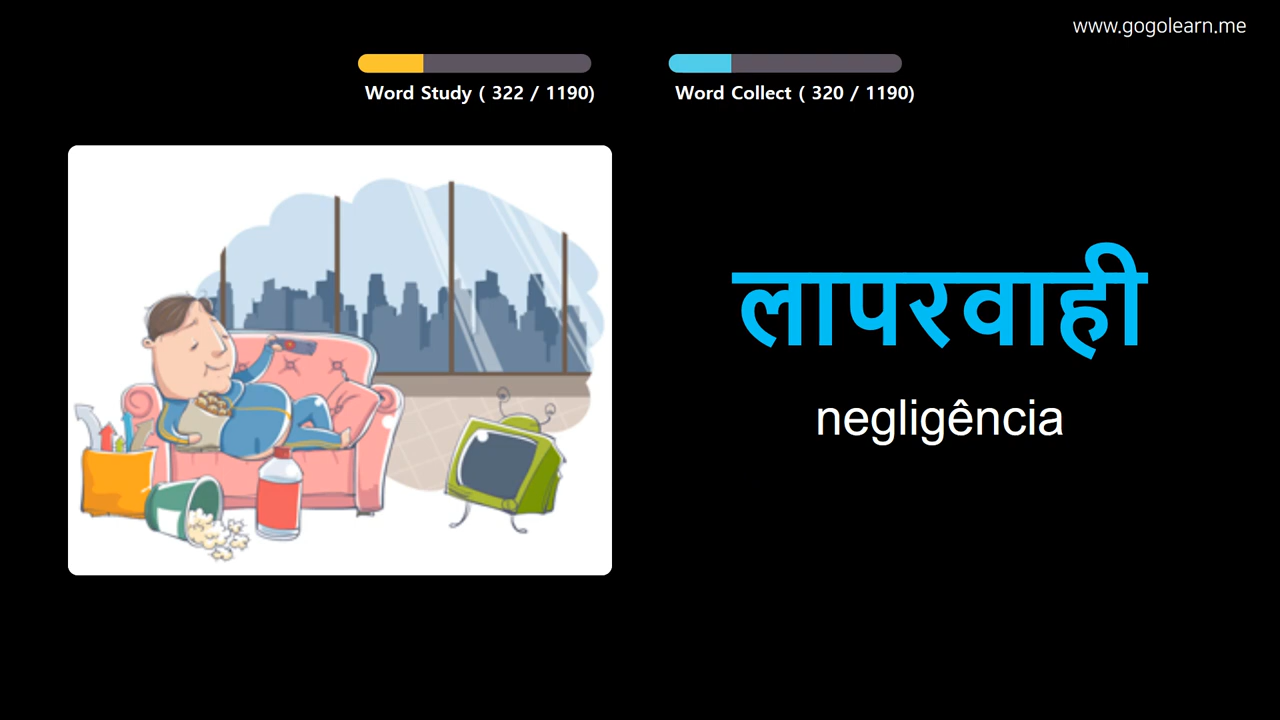 www.gogolearn.me
Word Study ( 322 / 1190)
Word Collect ( 320 / 1190)
लापरवाही
negligência